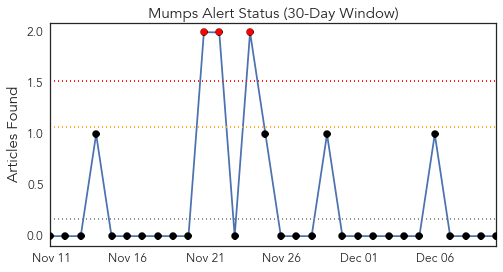 Mumps Alert Status (30-Day Window)
Articles Found
2.0
1.5
1.0
0.5
0.0
Nov 11 Nov 16 Nov 21 Nov 26 Dec 01 Dec 06